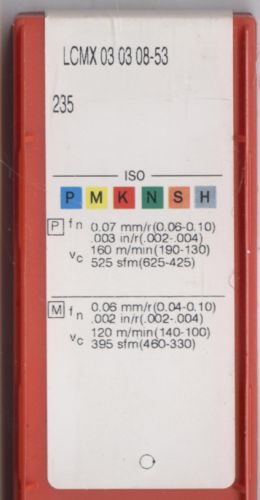 LCMX 03 03 08-53
235
ISO
P M K N S H
P fn 0.07 mm/r(0.06-0.10)
.003 in/r(.002-.004)
vc 160 m/min(190-130)
525 sfm(625-425)
M fn 0.06 mm/r(0.04-0.10)
.002 in/r(.002-.004)
vc 120 m/min(140-100)
395 sfm(460-330)